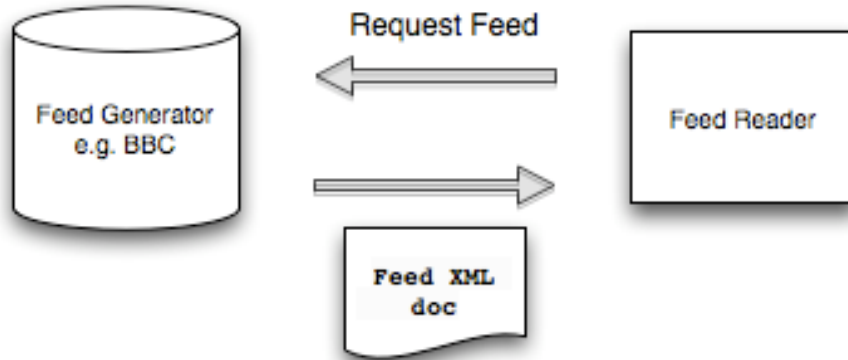 Request Feed
Feed Generator
e.g. BBC
Feed Reader
Feed XML
doc